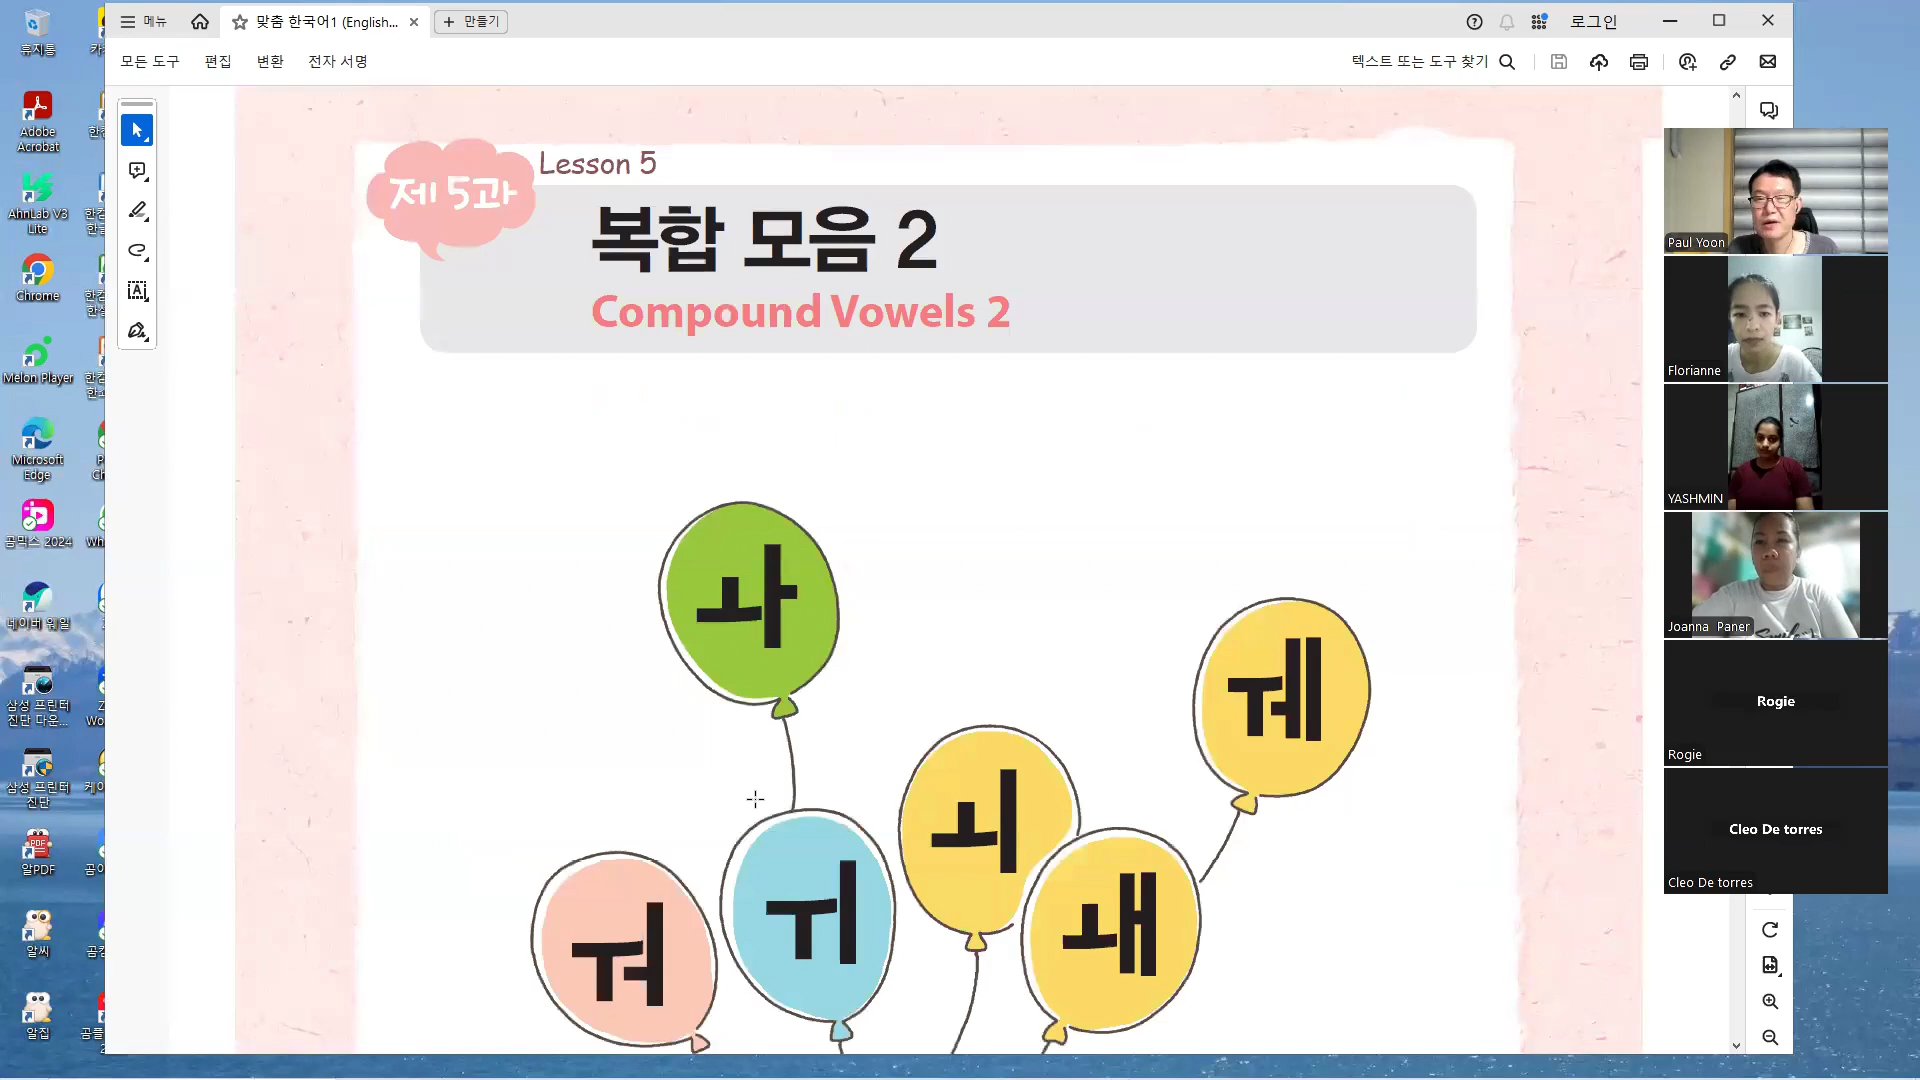 메뉴
맞춤 한국어1 (English...
만들기
로그인
모든 도구 편집 변환 전자 서명
텍스트 또는 도구 찾기
휴지통
Adobe
Acrobat
AhnLab V3
Lite
Chrome
Melon Player
Microsoft
Edge
곰믹스 2024
네이버 웨일
삼성 프린터
진단 다운...
삼성 프린터
진단
알PDF
알씨
알집
제 5과
Lesson 5
복합 모음 2
Compound Vowels 2
ㅘ
ㅞ
ㅚ
ㅙ
ㅟ
ㅝ
Paul Yoon
Florianne
YASHMIN
Joanna Paner
Rogie
Rogie
Cleo De torres
Cleo De torres